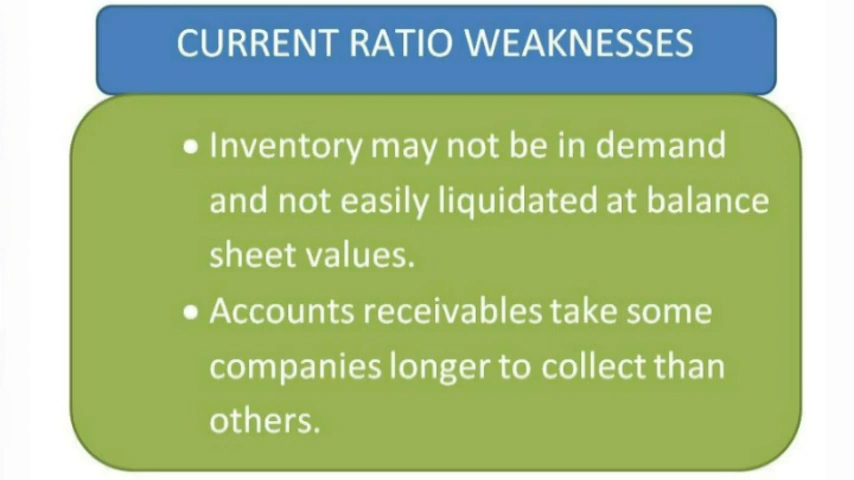 CURRENT RATIO WEAKNESSES
• Inventory may not be in demand
and not easily liquidated at balance
sheet values.
• Accounts receivables take some
companies longer to collect than
others.